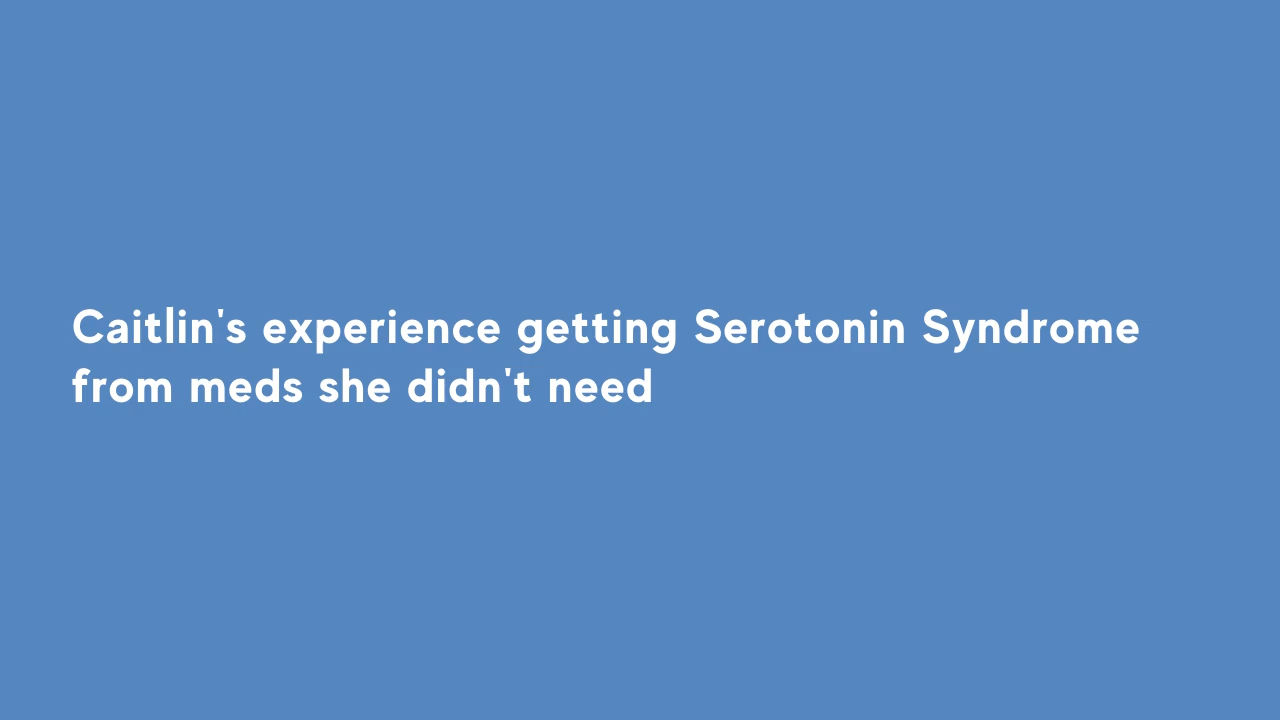 Caitlin's experience getting Serotonin Syndrome
from meds she didn't need